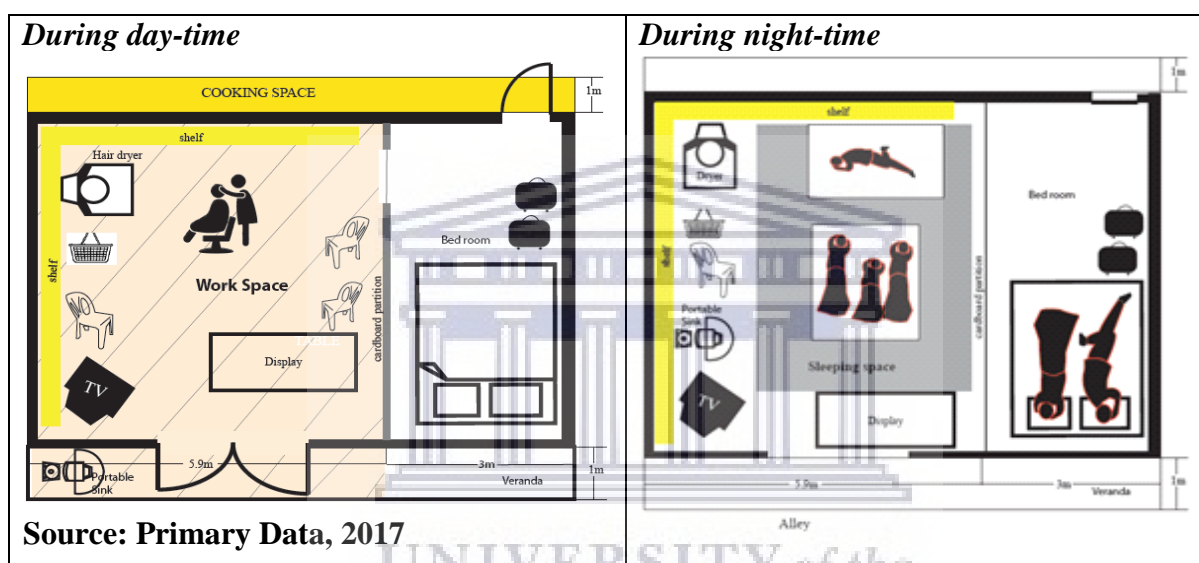 During day-time
COOKING SPACE
1m
shelf
Hair dryer
shelf
Work Space
cardboard partition
Bed room
TABLE
Display
TV
5.9m
3m
1m
Portable
Sink
Veranda
Source: Primary Data, 2017
During night-time
1m
shelf
Dryer
shelf
Bed room
cardboard partition
Portable
Sink
Sleeping space
TV
Display
5.9m
3m
1m
Veranda
Alley
UNIVERSITY of the